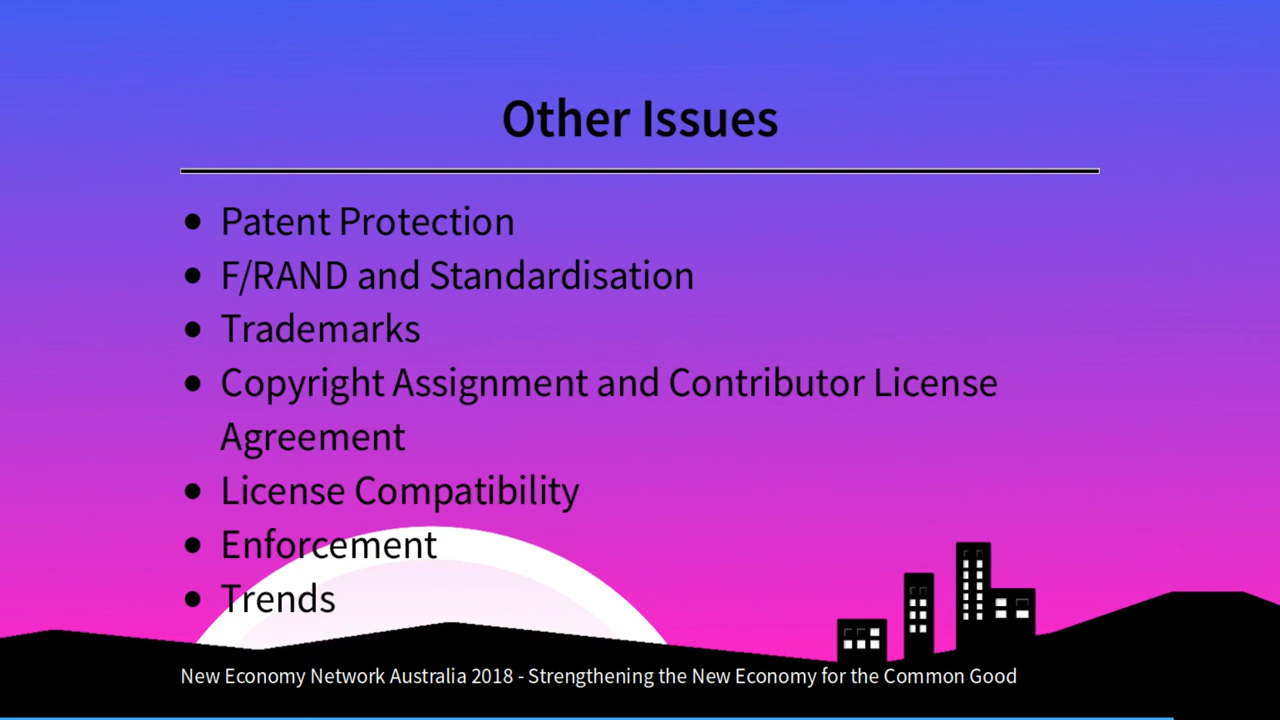 Other Issues
• Patent Protection
• F/RAND and Standardisation
• Trademarks
• Copyright Assignment and Contributor License
Agreement
• License Compatibility
• Enforcement
• Trends
New Economy Network Australia 2018 - Strengthening the New Economy for the Common Good